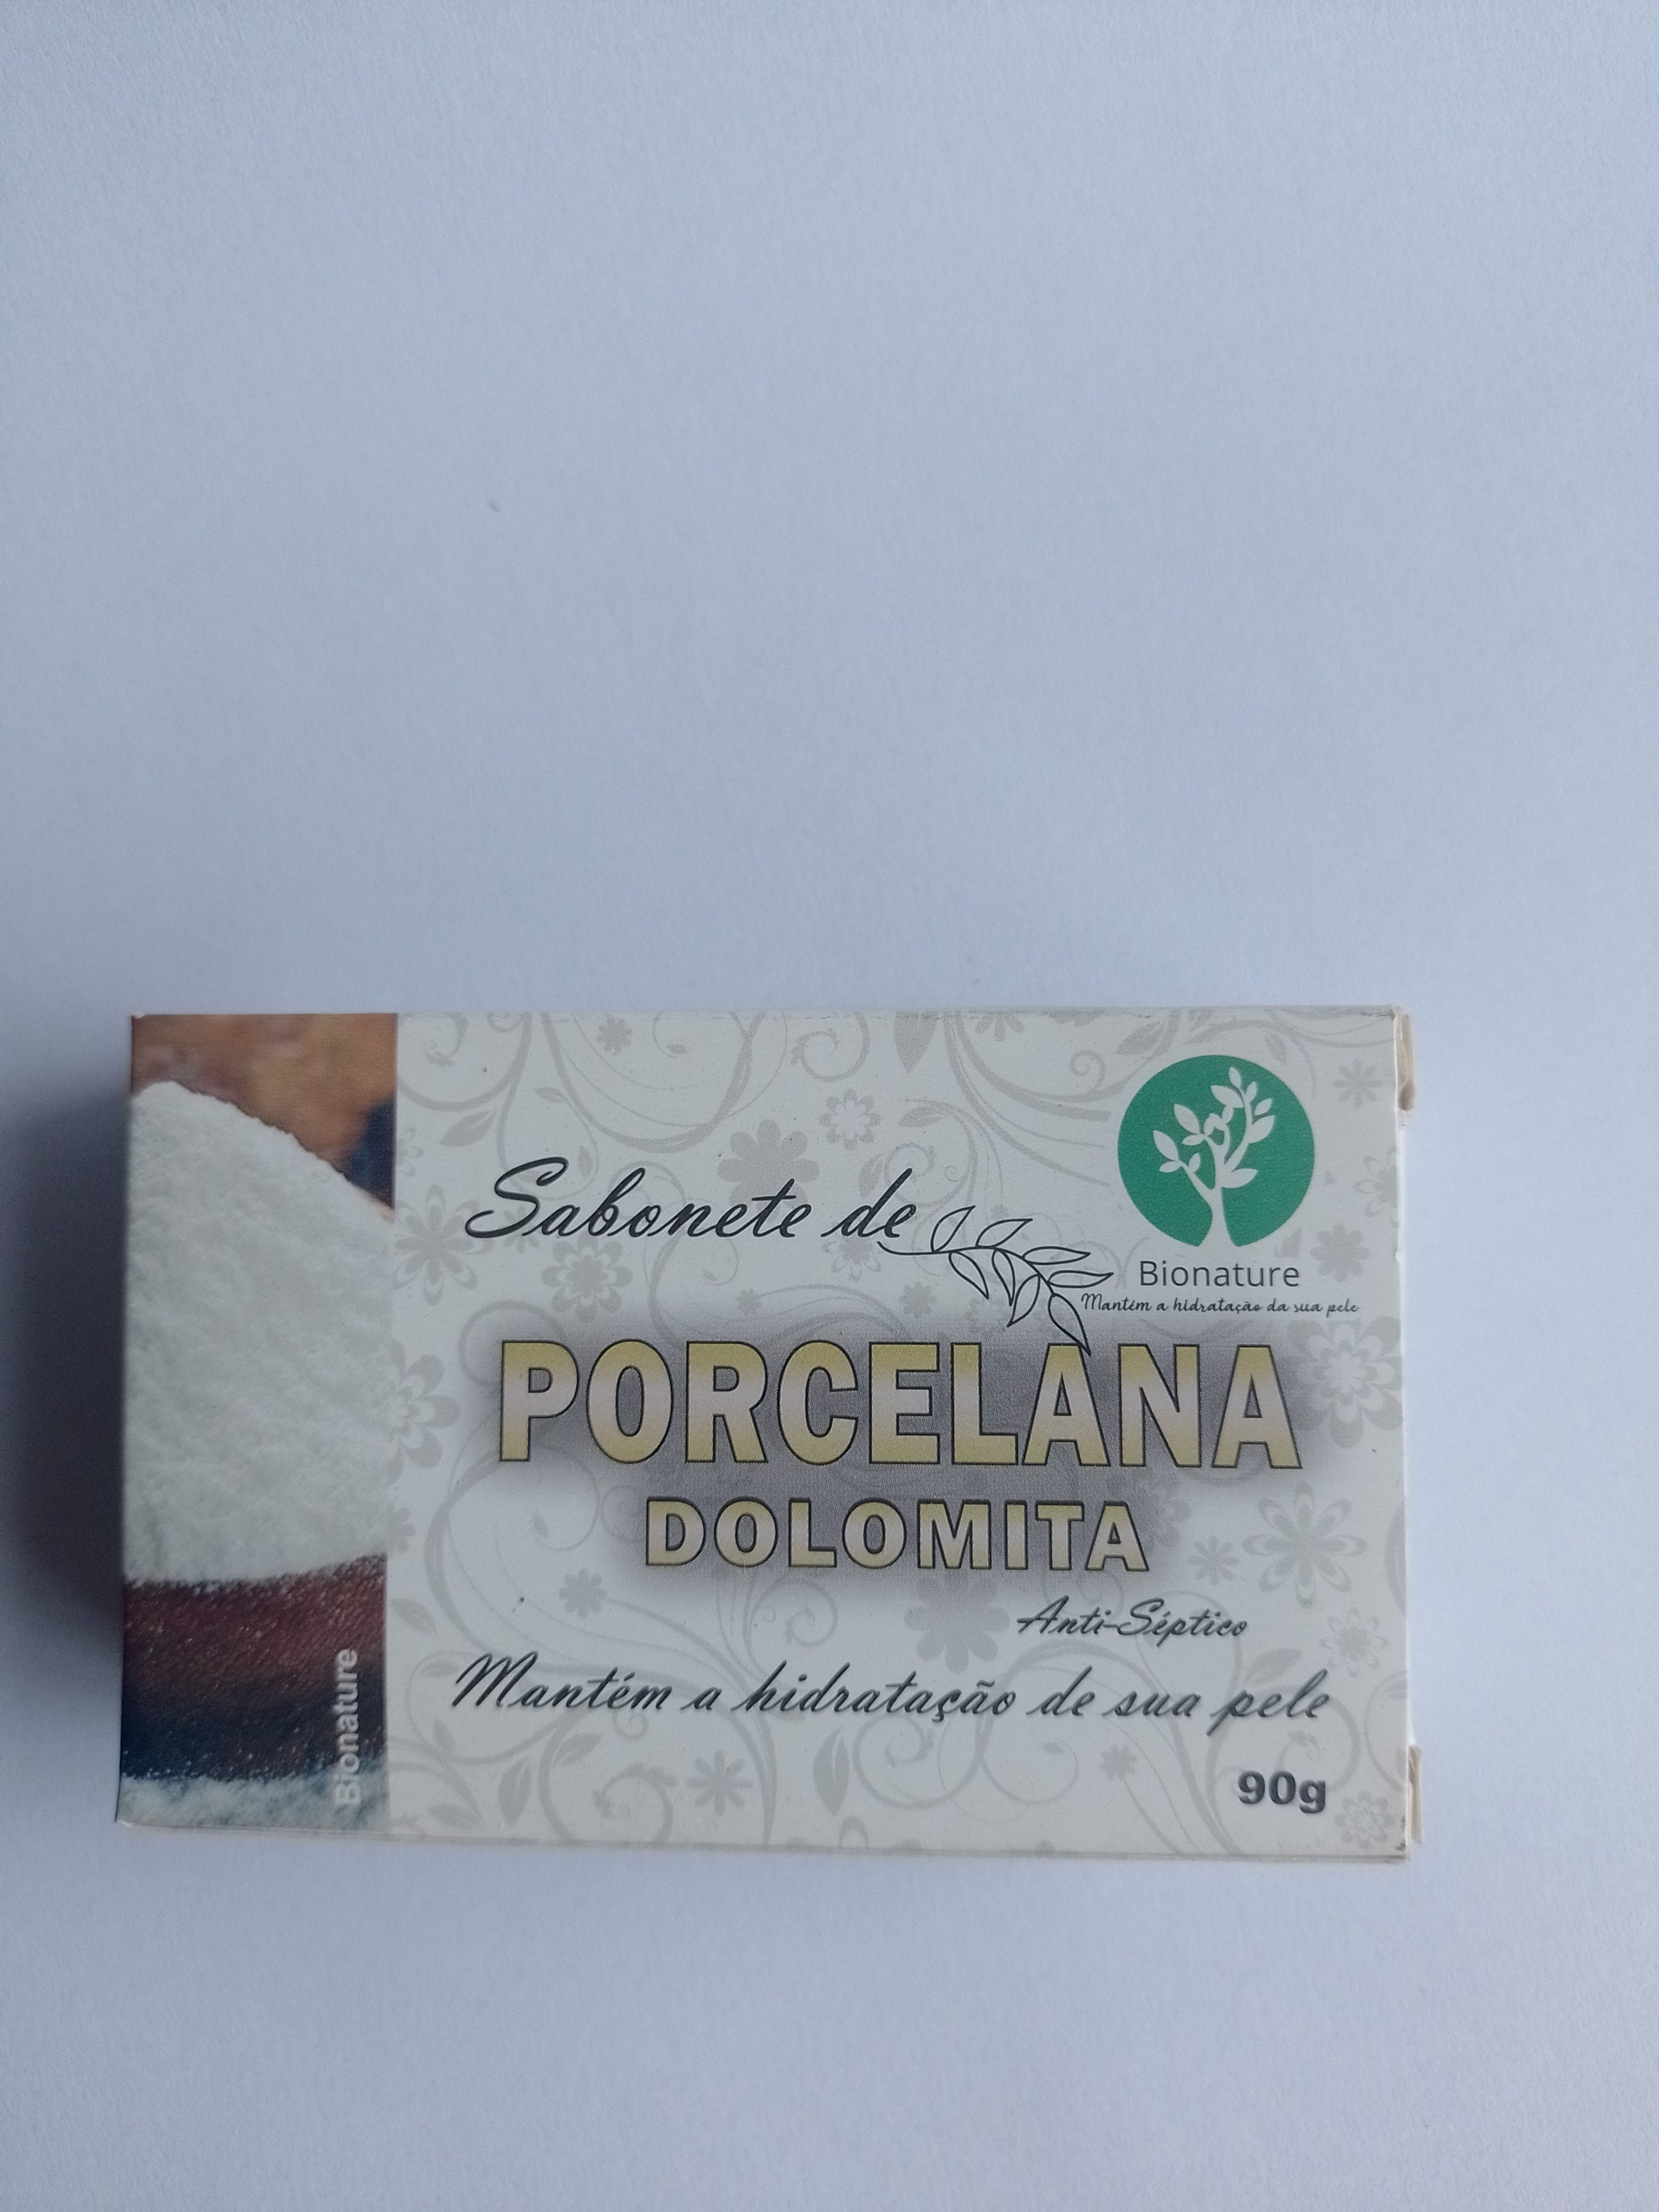 Sabonete de
Bionature
Mantém a hidratação da sua pele
PORCELANA
DOLOMITA
Anti-Séptico
Mantém a hidratação de sua pele
90g
Bionature